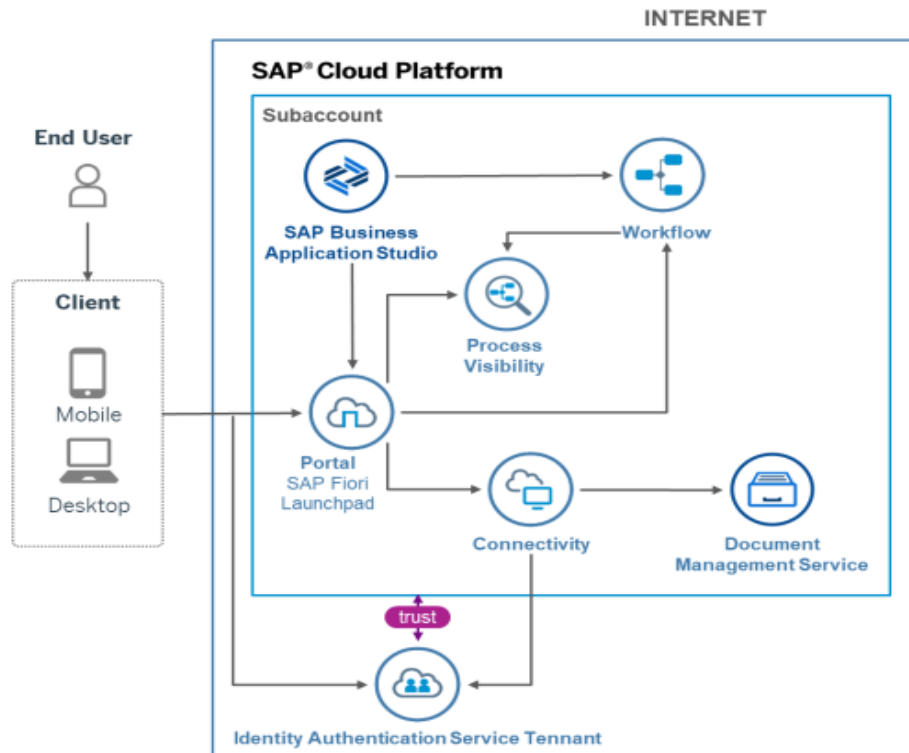 INTERNET
SAP® Cloud Platform
Subaccount
End User
SAP Business
Application Studio
Workflow
Client
Process
Visibility
Mobile
Portal
SAP Fiori
Launchpad
Desktop
Connectivity
Document
Management Service
trust
Identity Authentication Service Tennant